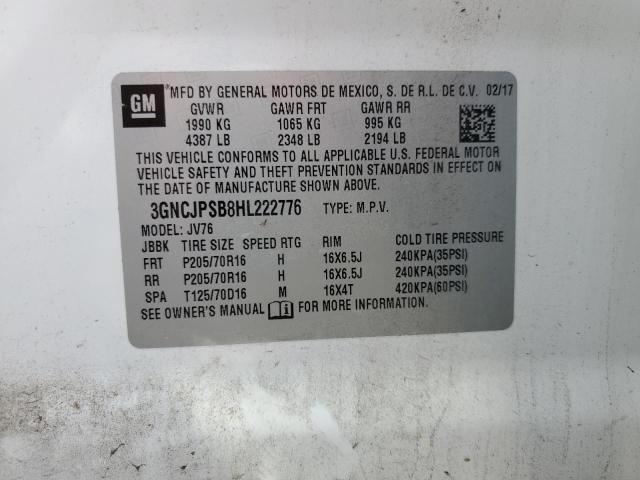 GM *MFD BY GENERAL MOTORS DE MEXICO, S. DE R.L. DE C.V. 02/17
GVWR GAWR FRT GAWR RR
1990 KG 1065 KG 995 KG
4387 LB 2348 LB 2194 LB
THIS VEHICLE CONFORMS TO ALL APPLICABLE U.S. FEDERAL MOTOR
VEHICLE SAFETY AND THEFT PREVENTION STANDARDS IN EFFECT ON
THE DATE OF MANUFACTURE SHOWN ABOVE.
3GNCJPSB8HL222776 TYPE: M.P.V.
MODEL: JV76
JBBK TIRE SIZE SPEED RTG RIM COLD TIRE PRESSURE
FRT P205/70R16 H 16X6.5J 240KPA(35PSI)
RR P205/70R16 H 16X6.5J 240KPA(35PSI)
SPA T125/70D16 M 16X4T 420KPA(60PSI)
SEE OWNER'S MANUAL FOR MORE INFORMATION.